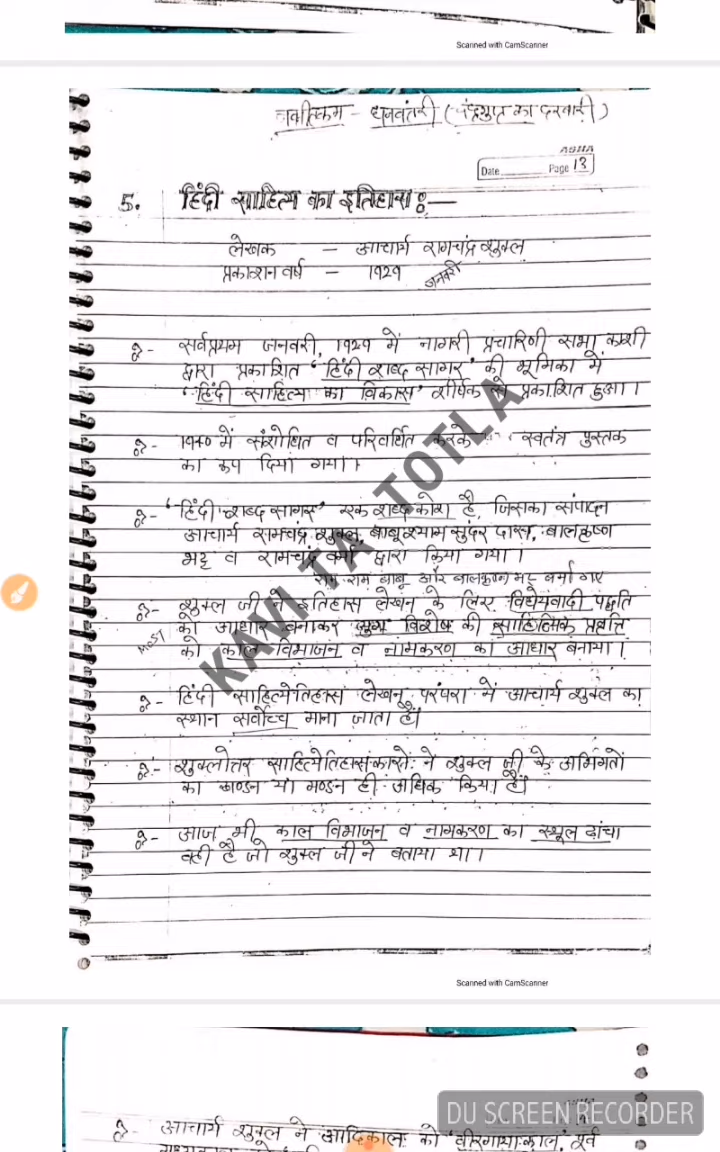 Scanned with CamScanner
नवरत्न - धनवंतरी (चंद्रगुप्त का दरबारी)
Date Page 13
5. हिंदी साहित्य का इतिहास :—
लेखक - आचार्य रामचंद्र शुक्ल
प्रकाशन वर्ष - १९२९ जनवरी
सर्वप्रथम जनवरी, १९२९ में नागरी प्रचारिणी सभा काशी
द्वारा प्रकाशित 'हिंदी शब्द सागर' की भूमिका में
'हिंदी साहित्य का विकास' शीर्षक से प्रकाशित हुआ।
1940 में संशोधित व परिवर्धित करके स्वतंत्र पुस्तक
का रूप दिया गया।
'हिंदी शब्द सागर' एक शब्दकोश है, जिसका संपादन
आचार्य रामचंद्र शुक्ल, बाबू श्याम सुंदर दास, बालकृष्ण
भट्ट व रामचंद्र वर्मा द्वारा किया गया।
राम राम बाबू और बालकृष्ण भट्ट वर्मा गए
शुक्ल जी ने इतिहास लेखन के लिए विधेयवादी पद्धति
MOST को आधार बनाकर युग विशेष की साहित्यिक प्रवृत्ति
को काल विभाजन व नामकरण का आधार बनाया।
हिंदी साहित्येतिहास लेखन परंपरा में आचार्य शुक्ल का
स्थान सर्वोच्च माना जाता है।
शुक्लोत्तर साहित्येतिहासकारों ने शुक्ल जी के अभिमतों
का खण्डन या मण्डन ही अधिक किया है।
आज भी काल विभाजन व नामकरण का स्थूल ढांचा
वही है जो शुक्ल जी ने बताया था।
KAVITA TOTLA
Scanned with CamScanner
DU SCREEN RECORDER
आचार्य शुक्ल ने आदिकाल को 'वीरगाथाकाल', पूर्व